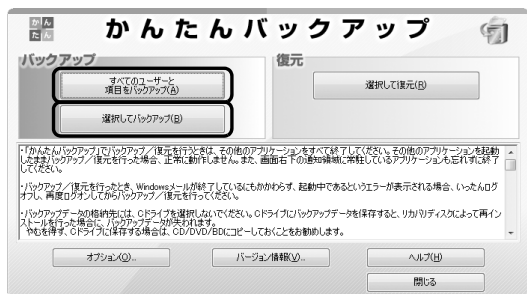 かんたん
かんたんバックアップ
バックアップ
すべてのユーザーと
項目をバックアップ(A)
選択してバックアップ(B)
復元
選択して復元(R)
・「かんたんバックアップ」でバックアップ／復元を行うときは、その他のアプリケーションをすべて終了してください。その他のアプリケーションを起動
したままバックアップ／復元を行った場合、正常に動作しません。また、画面右下の通知領域に常駐しているアプリケーションも忘れずに終了
してください。
・バックアップ／復元を行ったとき、Windowsメールが終了しているにもかかわらず、起動中であるというエラーが表示される場合、いったんログ
オフし、再度ログオンしてからバックアップ／復元を行ってください。
・バックアップデータの格納先には、Cドライブを選択しないでください。Cドライブにバックアップデータを保存すると、リカバリディスクによって再イン
ストールを行った場合に、バックアップデータが失われます。
やむを得ず、Cドライブに保存する場合は、CD/DVD/BDにコピーしておくことをお勧めします。
オプション(O)...
バージョン情報(V)...
ヘルプ(H)
閉じる